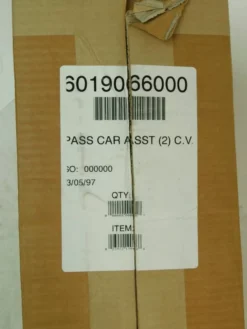 6019066000
PASS CAR ASST (2) C.V.
SO: 000000
3/05/97
QTY:
ITEM: